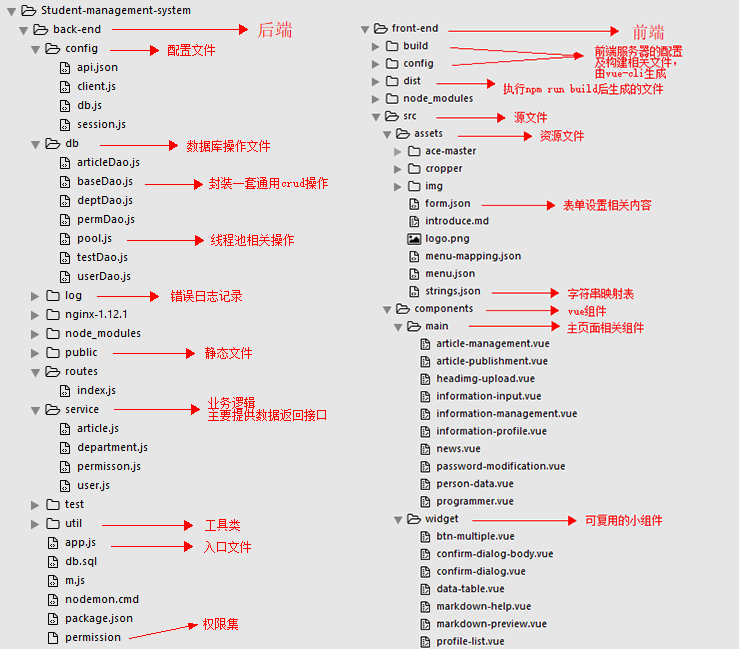 Student-management-system
back-end
后端
config
配置文件
api.json
client.js
db.js
session.js
db
数据库操作文件
articleDao.js
baseDao.js
封装一套通用crud操作
deptDao.js
permDao.js
pool.js
线程池相关操作
testDao.js
userDao.js
log
错误日志记录
nginx-1.12.1
node_modules
public
静态文件
routes
index.js
service
业务逻辑
主要提供数据返回接口
article.js
department.js
permisson.js
user.js
test
util
工具类
app.js
入口文件
db.sql
m.js
nodemon.cmd
package.json
permission
权限集
front-end
前端
build
config
前端服务器的配置
及构建相关文件，
由vue-cli生成
dist
执行npm run build后生成的文件
node_modules
src
源文件
assets
资源文件
ace-master
cropper
img
form.json
表单设置相关内容
introduce.md
logo.png
menu-mapping.json
menu.json
strings.json
字符串映射表
components
vue组件
main
主页面相关组件
article-management.vue
article-publishment.vue
headimg-upload.vue
information-input.vue
information-management.vue
information-profile.vue
news.vue
password-modification.vue
person-data.vue
programmer.vue
widget
可复用的小组件
btn-multiple.vue
confirm-dialog-body.vue
confirm-dialog.vue
data-table.vue
markdown-help.vue
markdown-preview.vue
profile-list.vue